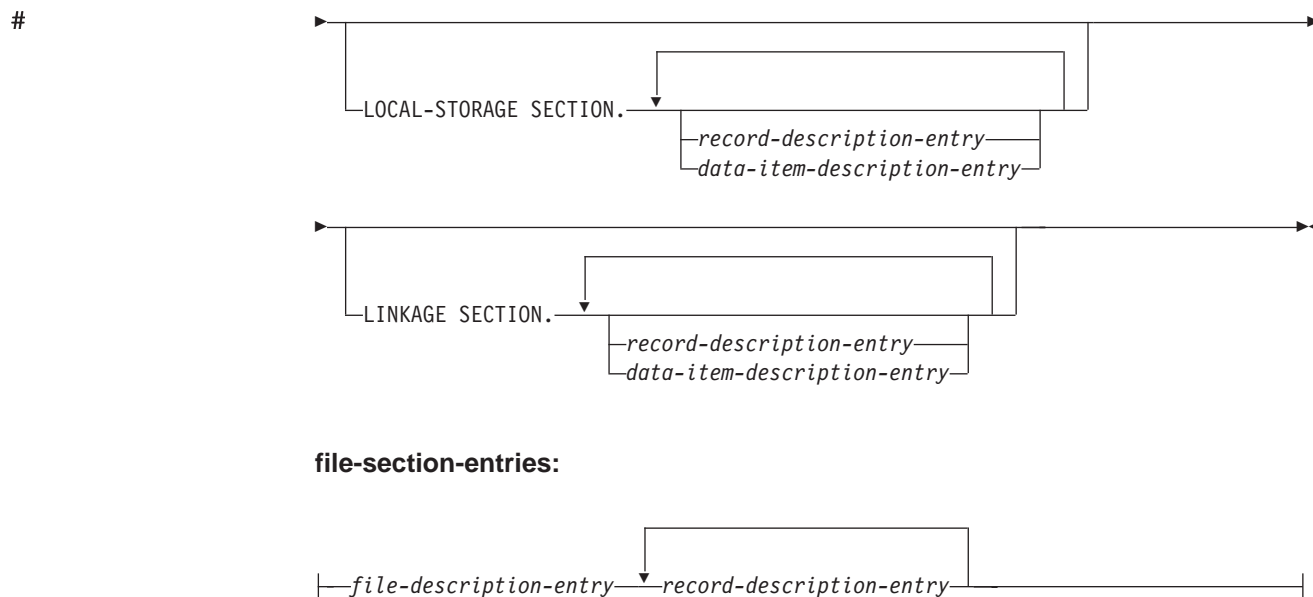 #
LOCAL-STORAGE SECTION.
record-description-entry
data-item-description-entry
LINKAGE SECTION.
record-description-entry
data-item-description-entry
file-section-entries:
file-description-entry record-description-entry